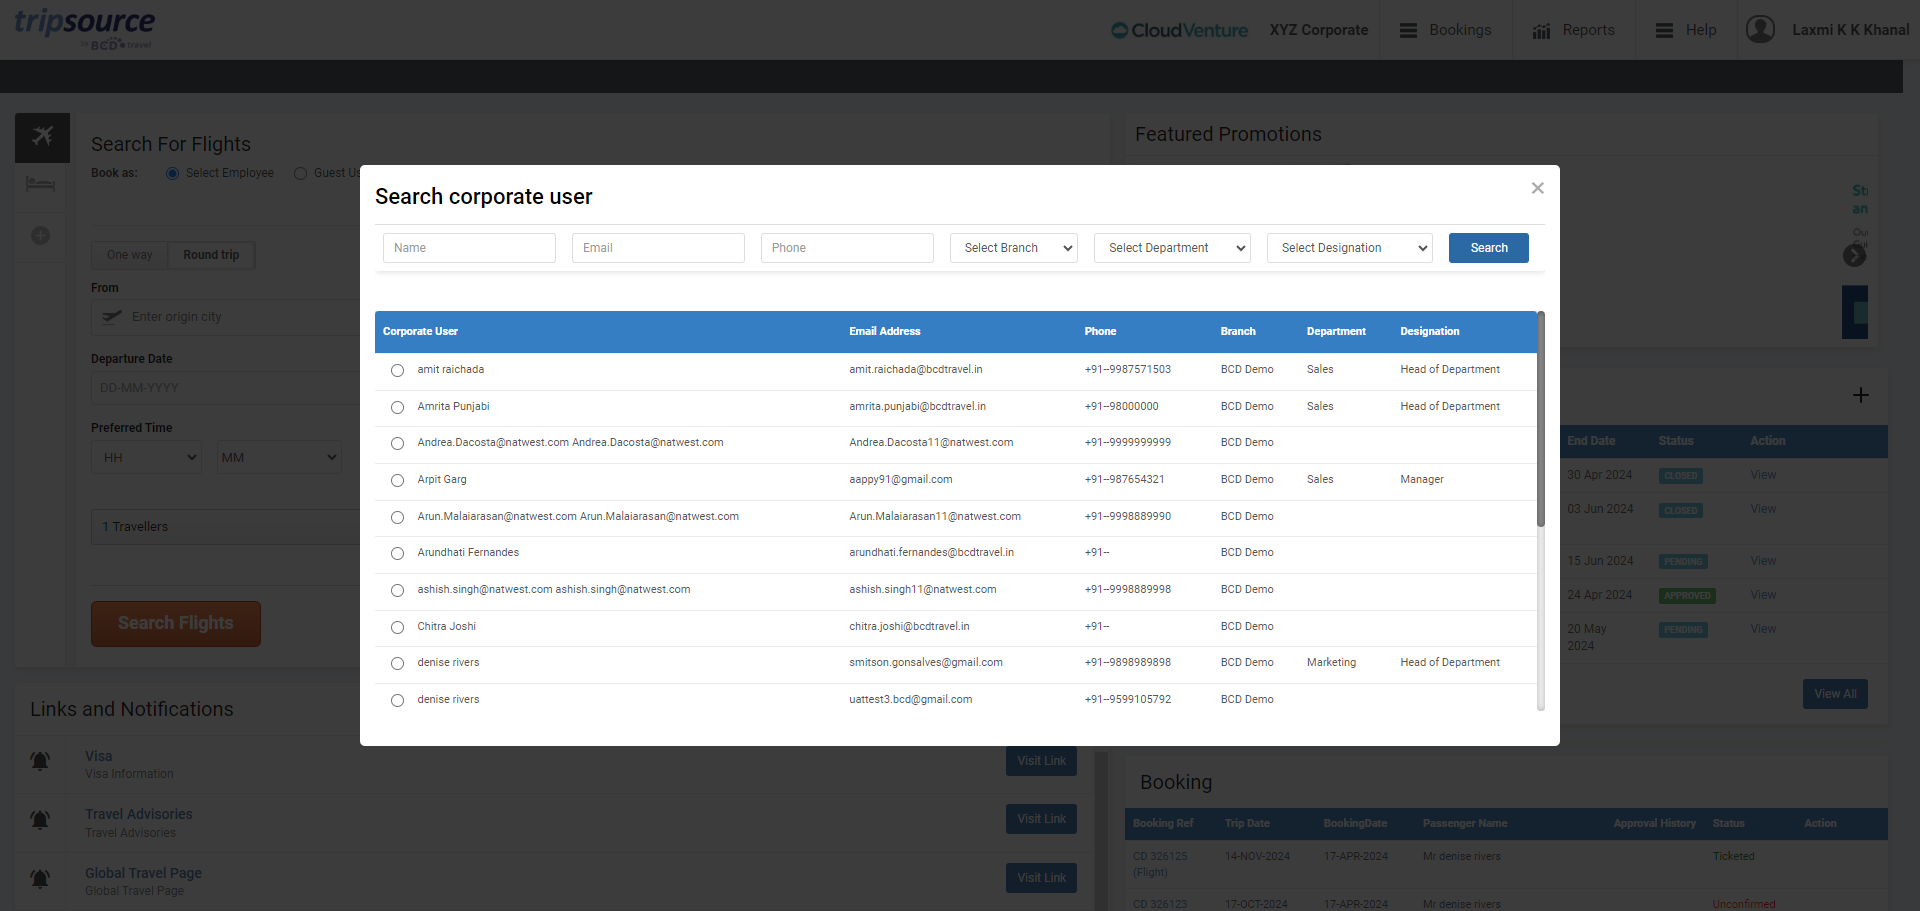 tripsource
by BCD travel
CloudVenture XYZ Corporate Bookings Reports Help Laxmi K K Khanal
Search For Flights
Book as: Select Employee Guest Us
One way Round trip
From
Enter origin city
Departure Date
DD-MM-YYYY
Preferred Time
HH MM
1 Travellers
Search Flights
Featured Promotions
St
an
Ou
Search corporate user
×
Name Email Phone Select Branch Select Department Select Designation Search
Corporate User Email Address Phone Branch Department Designation
amit raichada amit.raichada@bcdtravel.in +91--9987571503 BCD Demo Sales Head of Department
Amrita Punjabi amrita.punjabi@bcdtravel.in +91--98000000 BCD Demo Sales Head of Department
Andrea.Dacosta@natwest.com Andrea.Dacosta@natwest.com Andrea.Dacosta11@natwest.com +91--9999999999 BCD Demo
Arpit Garg aappy91@gmail.com +91--987654321 BCD Demo Sales Manager
Arun.Malaiarasan@natwest.com Arun.Malaiarasan@natwest.com Arun.Malaiarasan11@natwest.com +91--9998889990 BCD Demo
Arundhati Fernandes arundhati.fernandes@bcdtravel.in +91-- BCD Demo
ashish.singh@natwest.com ashish.singh@natwest.com ashish.singh11@natwest.com +91--9998889998 BCD Demo
Chitra Joshi chitra.joshi@bcdtravel.in +91-- BCD Demo
denise rivers smitson.gonsalves@gmail.com +91--9898989898 BCD Demo Marketing Head of Department
denise rivers uattest3.bcd@gmail.com +91--9599105792 BCD Demo
End Date Status Action
30 Apr 2024 CLOSED View
03 Jun 2024 CLOSED View
15 Jun 2024 PENDING View
24 Apr 2024 APPROVED View
20 May 2024 PENDING View
View All
Links and Notifications
Visa
Visa Information
Visit Link
Travel Advisories
Travel Advisories
Visit Link
Global Travel Page
Global Travel Page
Visit Link
Booking
Booking Ref Trip Date BookingDate Passenger Name Approval History Status Action
CD 326125 14-NOV-2024 17-APR-2024 Mr denise rivers Ticketed
(Flight)
CD 326123 17-OCT-2024 17-APR-2024 Mr denise rivers Unconfirmed